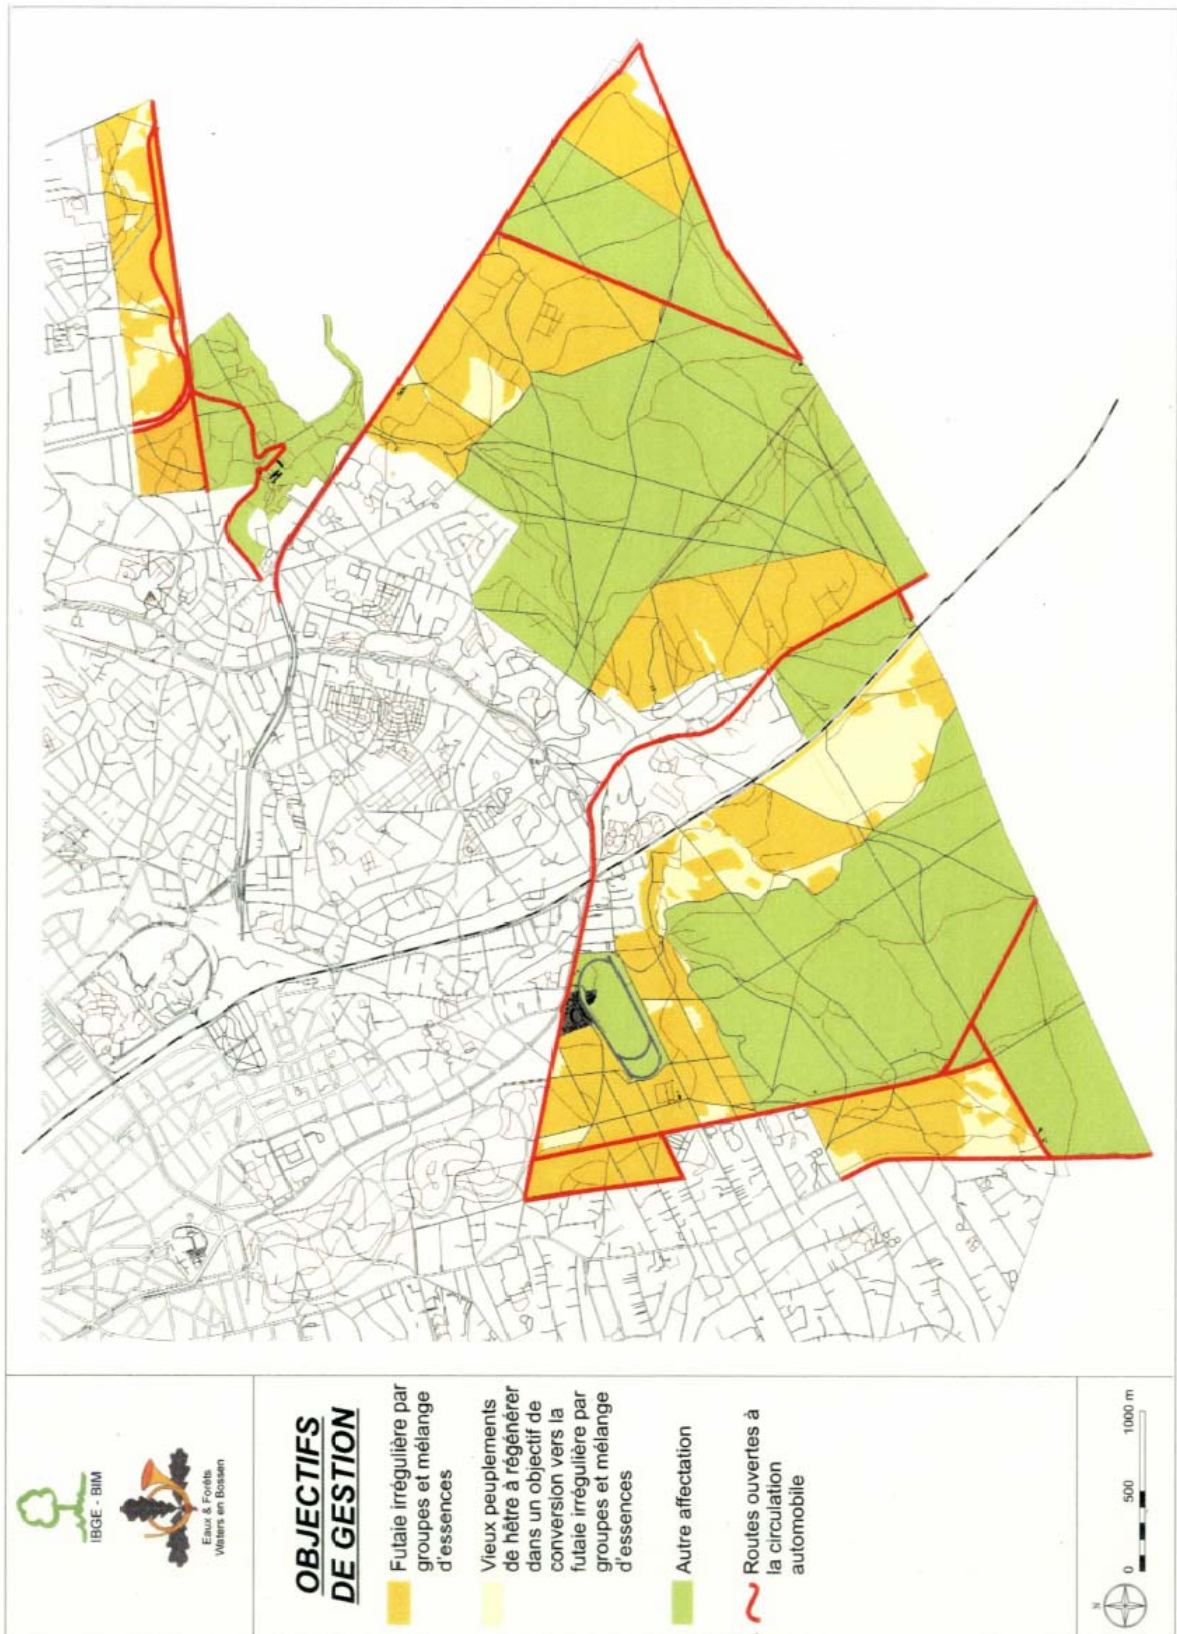 IBGE - BIM
Eaux & Forêts
Waters en Bossen
OBJECTIFS
DE GESTION
Futaie irrégulière par
groupes et mélange
d'essences
Vieux peuplements
de hêtre à régénérer
dans un objectif de
conversion vers la
futaie irrégulière par
groupes et mélange
d'essences
Autre affectation
Routes ouvertes à
la circulation
automobile
N
0 500 1000 m